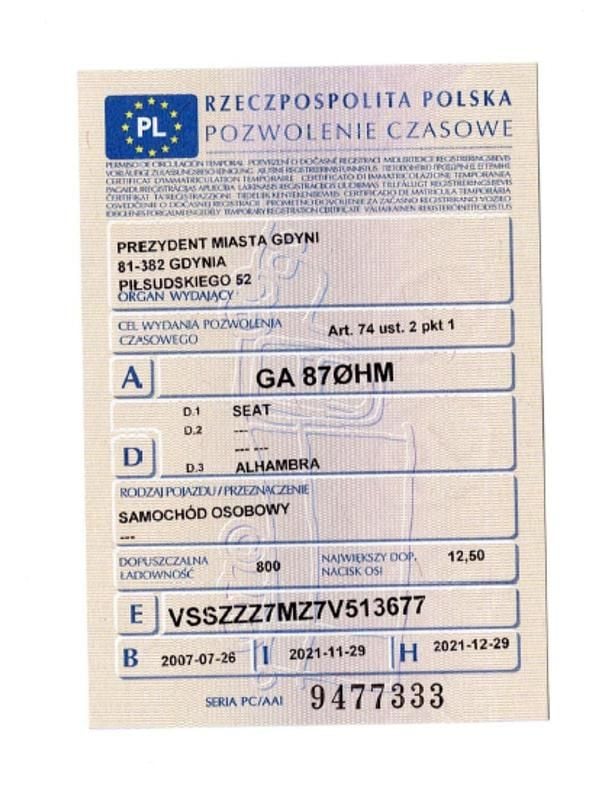 PL
RZECZPOSPOLITA POLSKA
POZWOLENIE CZASOWE
PREZYDENT MIASTA GDYNI
81-382 GDYNIA
PIŁSUDSKIEGO 52
ORGAN WYDAJĄCY
CEL WYDANIA POZWOLENIA CZASOWEGO Art. 74 ust. 2 pkt 1
A GA 87ØHM
D.1 SEAT
D.2 ---
--- ---
D
D.3 ALHAMBRA
RODZAJ POJAZDU/PRZEZNACZENIE
SAMOCHÓD OSOBOWY
---
DOPUSZCZALNA ŁADOWNOŚĆ 800 NAJWIĘKSZY DOP. NACISK OSI 12,50
E VSSZZZ7MZ7V513677
B 2007-07-26 I 2021-11-29 H 2021-12-29
SERIA PC/AAI 9477333